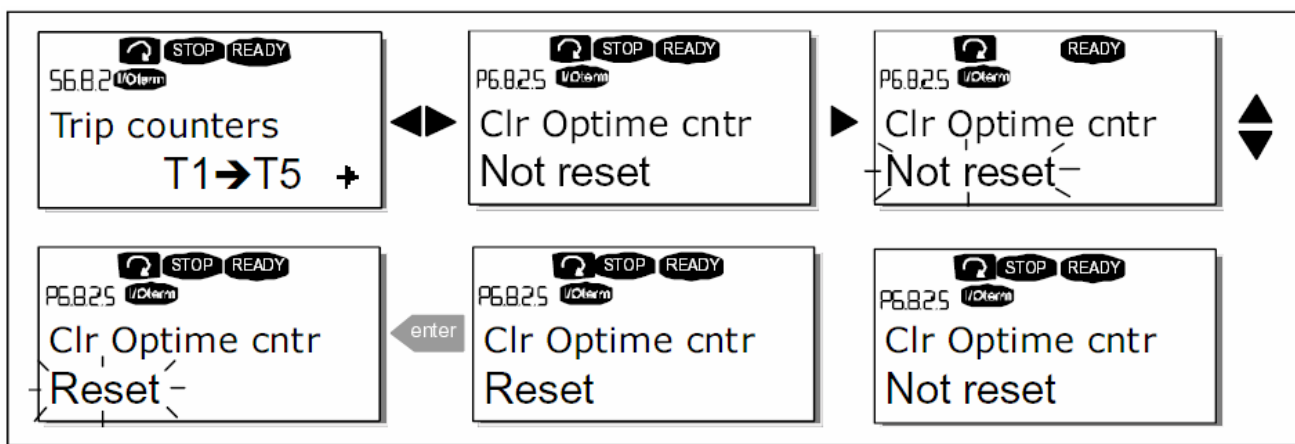 STOP READY
S6.8.2 I/Oterm
Trip counters
T1➔T5
STOP READY
P6.8.2.5 I/Oterm
Clr Optime cntr
Not reset
READY
P6.8.2.5 I/Oterm
Clr Optime cntr
Not reset
STOP READY
P6.8.2.5 I/Oterm
Clr Optime cntr
Reset
enter
STOP READY
P6.8.2.5 I/Oterm
Clr Optime cntr
Reset
STOP READY
P6.8.2.5 I/Oterm
Clr Optime cntr
Not reset